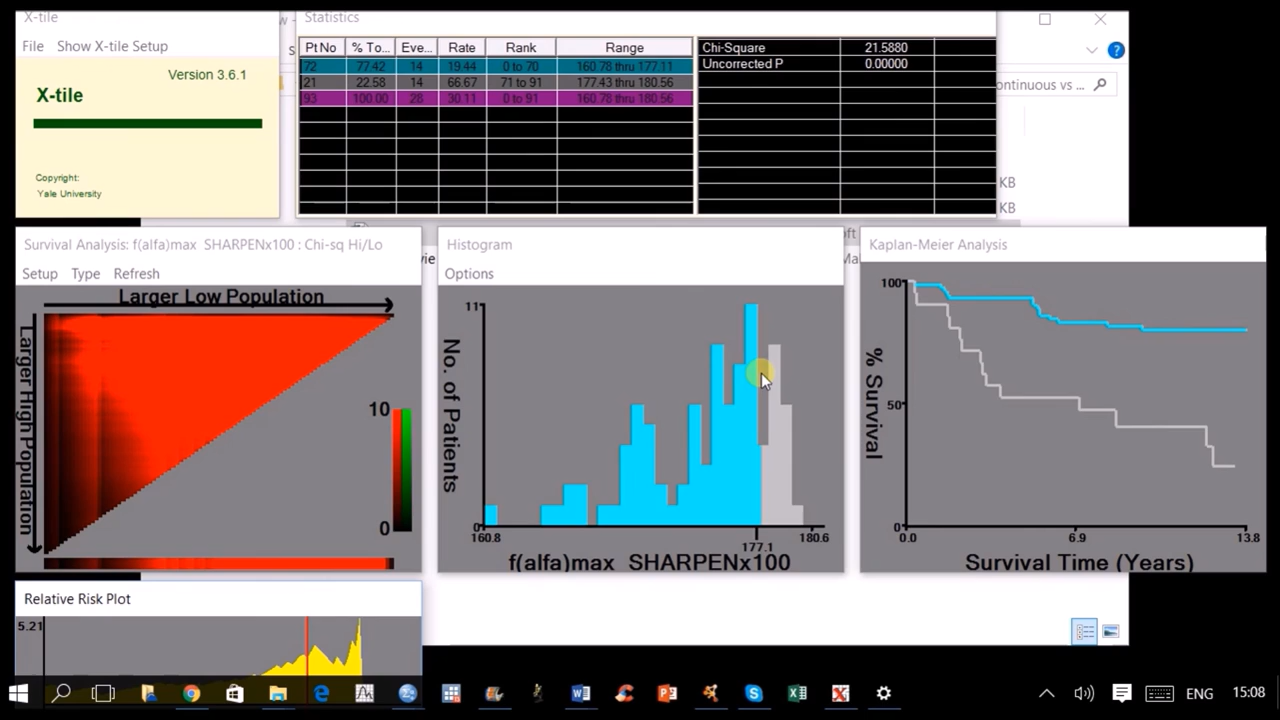 X-tile
File Show X-tile Setup
Version 3.6.1
X-tile
Copyright:
Yale University
Statistics
Pt No % To... Eve... Rate Rank Range
72 77.42 14 19.44 0 to 70 160.78 thru 177.11
21 22.58 14 66.67 71 to 91 177.43 thru 180.56
93 100.00 28 30.11 0 to 91 160.78 thru 180.56
Chi-Square 21.5880
Uncorrected P 0.00000
ontinuous vs ...
KB
KB
Survival Analysis: f(alfa)max SHARPENx100 : Chi-sq Hi/Lo
Setup Type Refresh
Larger Low Population
Larger High Population
10
0
vie
Histogram
Options
11
No. of Patients
0
160.8 177.1 180.6
f(alfa)max SHARPENx100
oft
Ma
Kaplan-Meier Analysis
100
% Survival
50
0
0.0 6.9 13.8
Survival Time (Years)
Relative Risk Plot
5.21
ENG 15:08